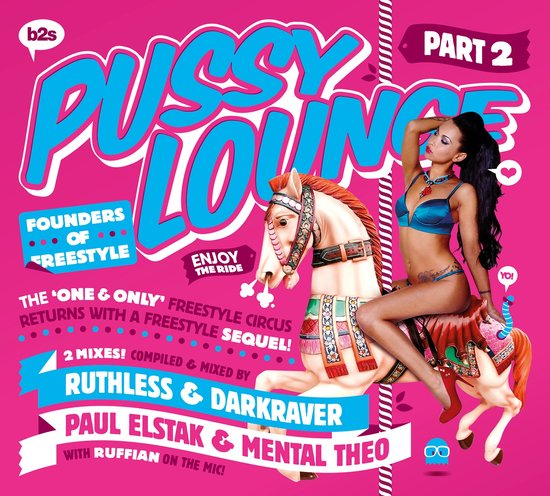 b2s
PART 2
PUSSY
LOUNGE
FOUNDERS
OF
FREESTYLE
ENJOY
THE RIDE
THE 'ONE & ONLY' FREESTYLE CIRCUS
RETURNS WITH A FREESTYLE SEQUEL!
YO!
2 MIXES! COMPILED & MIXED BY
RUTHLESS & DARKRAVER
PAUL ELSTAK & MENTAL THEO
WITH RUFFIAN ON THE MIC!